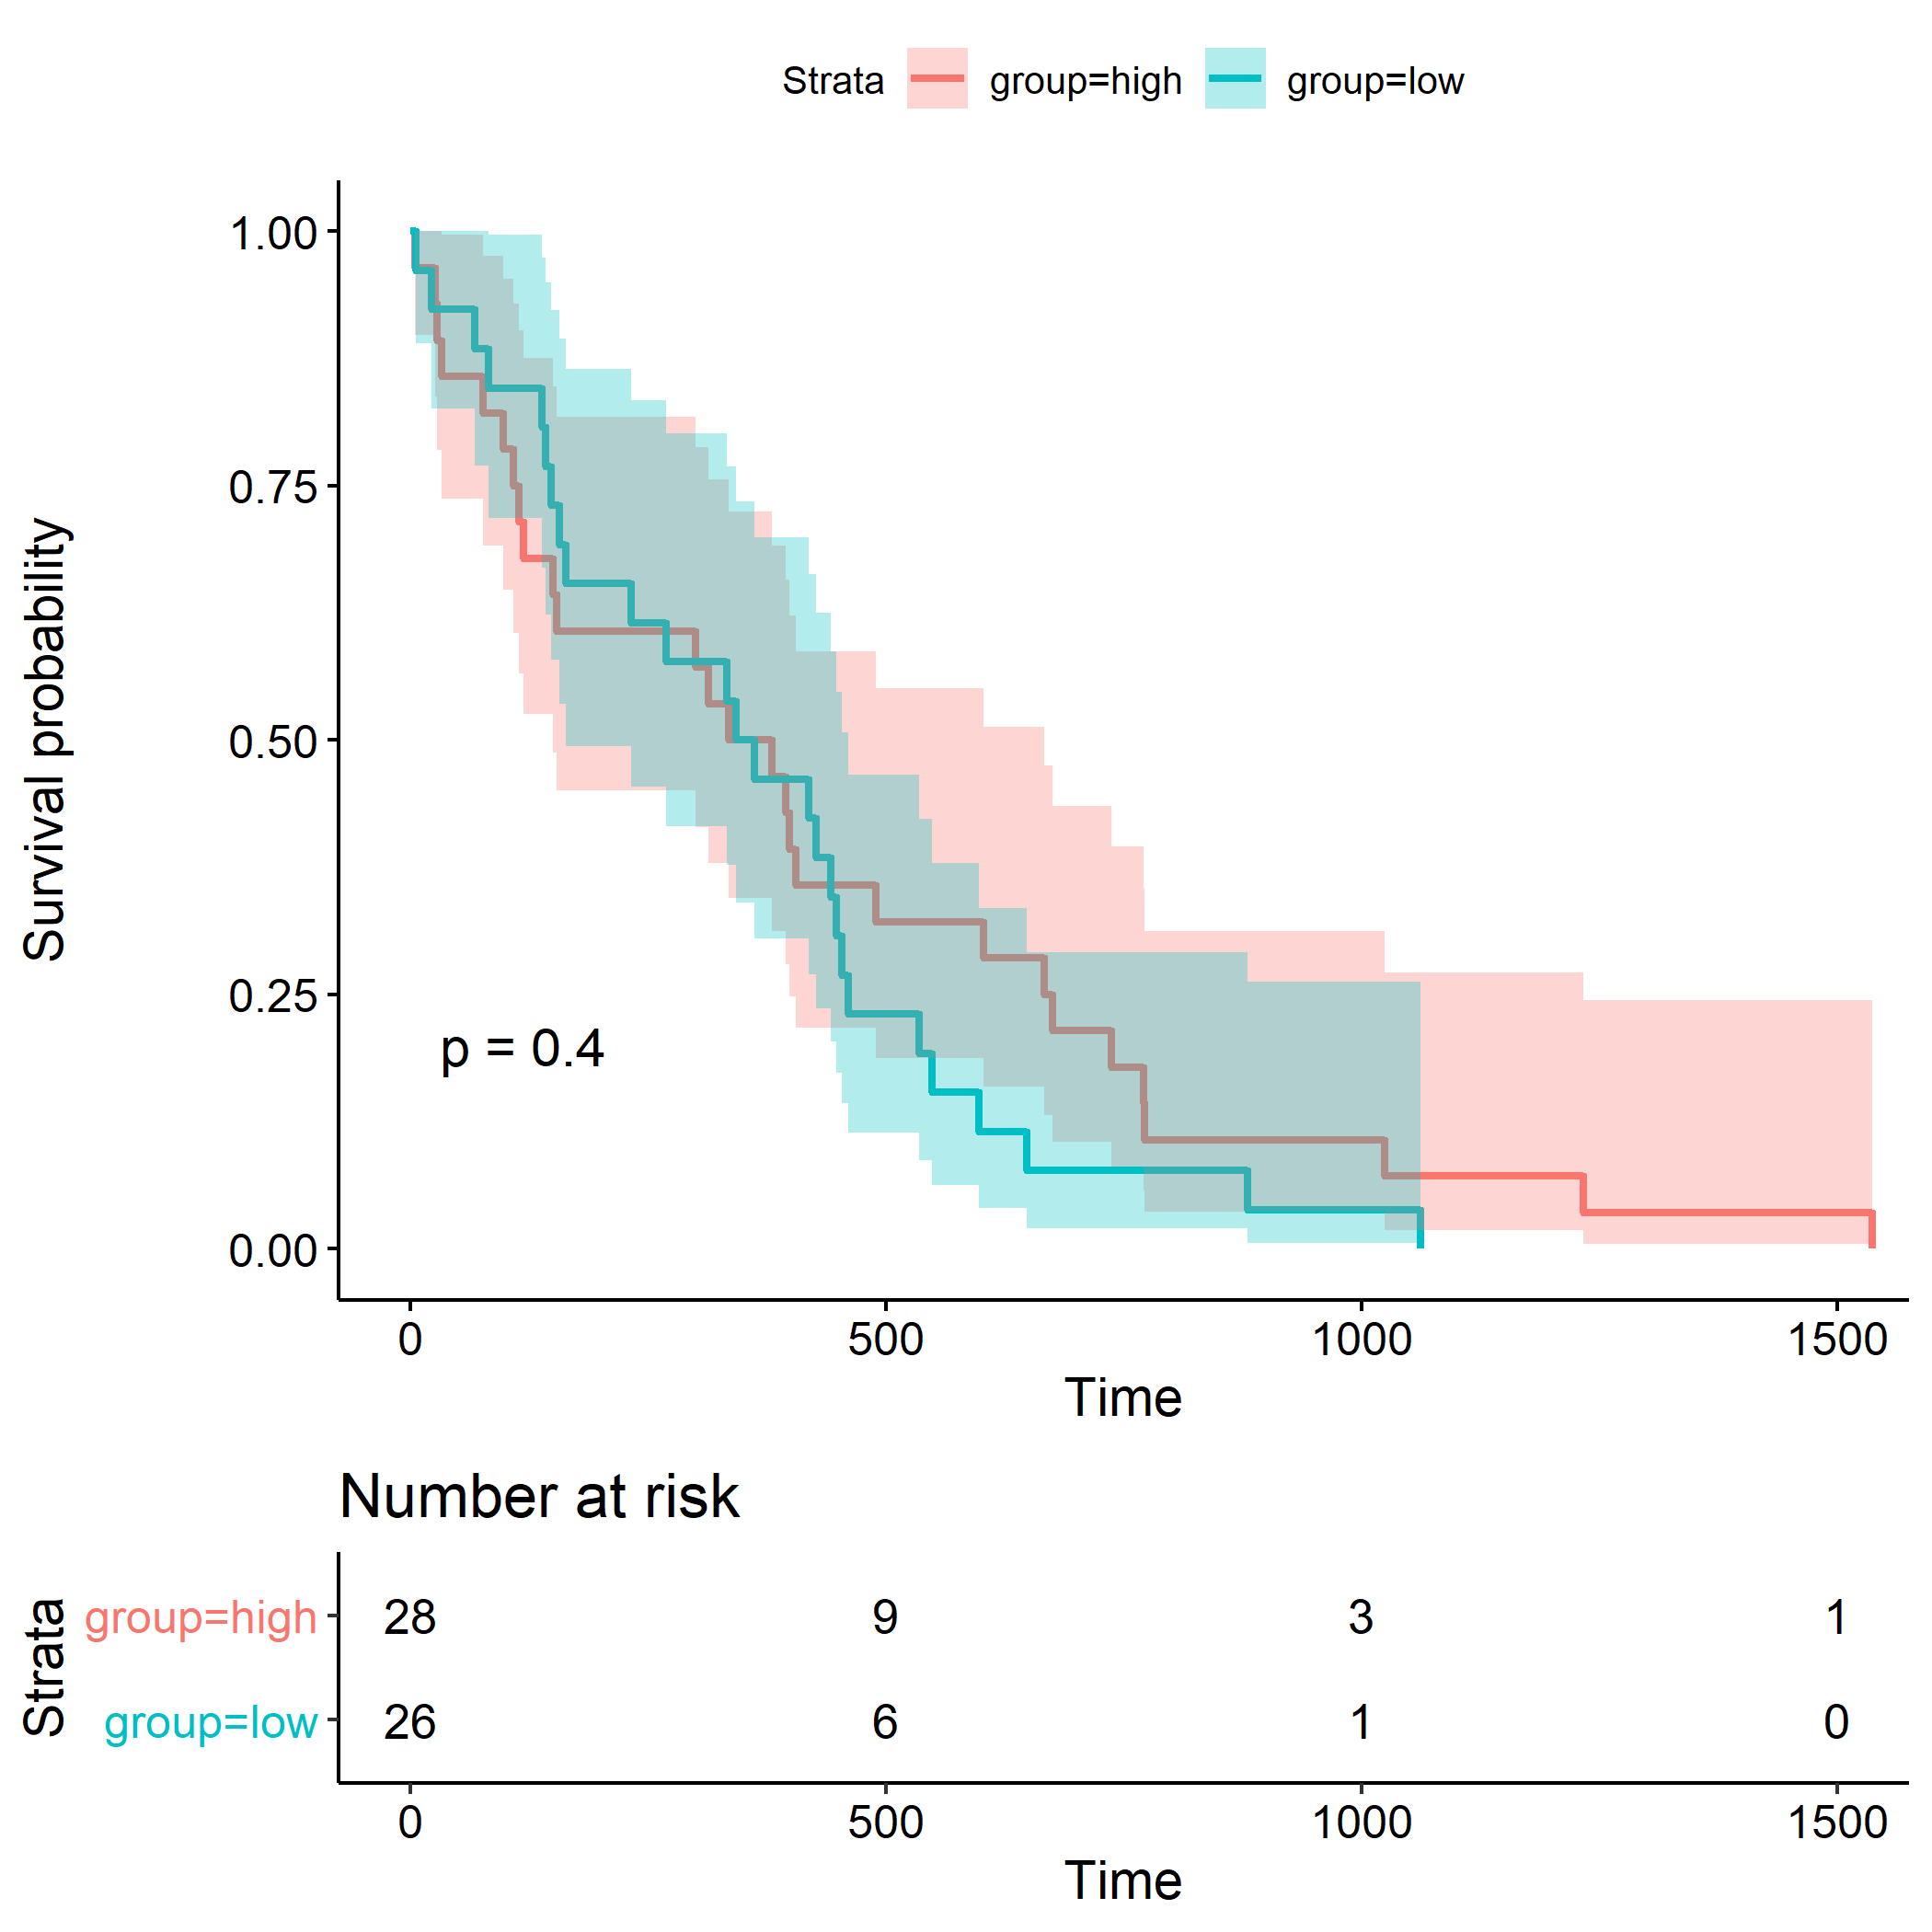 Strata group=high group=low
Survival probability
1.00
0.75
0.50
0.25
0.00
p = 0.4
0 500 1000 1500
Time
Number at risk
Strata
group=high 28 9 3 1
group=low 26 6 1 0
0 500 1000 1500
Time